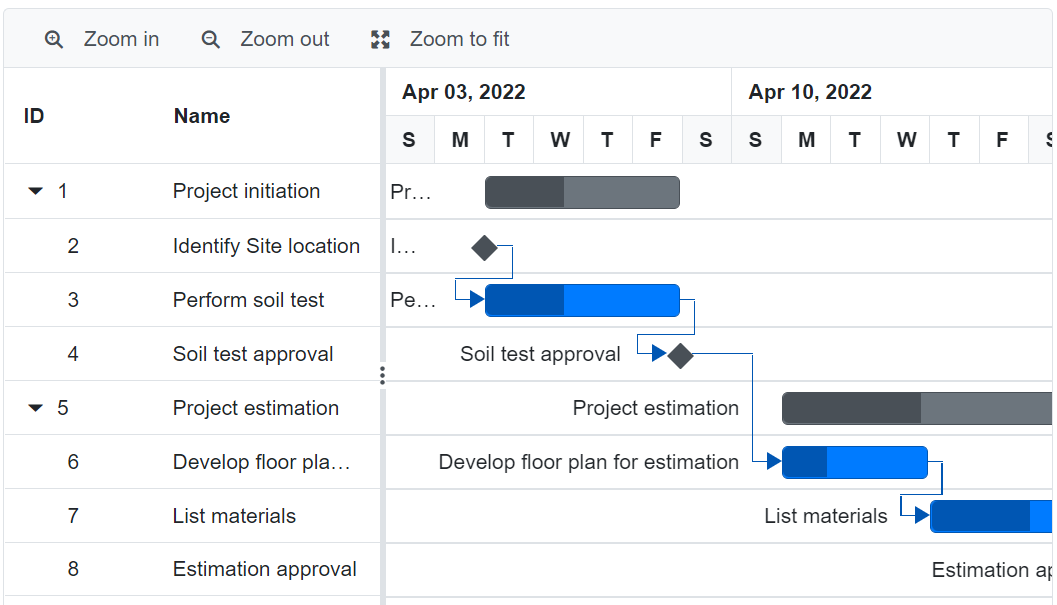 Zoom in Zoom out Zoom to fit
ID Name Apr 03, 2022 Apr 10, 2022
S M T W T F S S M T W T F S
1 Project initiation Pr…
2 Identify Site location I…
3 Perform soil test Pe…
4 Soil test approval Soil test approval
5 Project estimation Project estimation
6 Develop floor pla… Develop floor plan for estimation
7 List materials List materials
8 Estimation approval Estimation ap